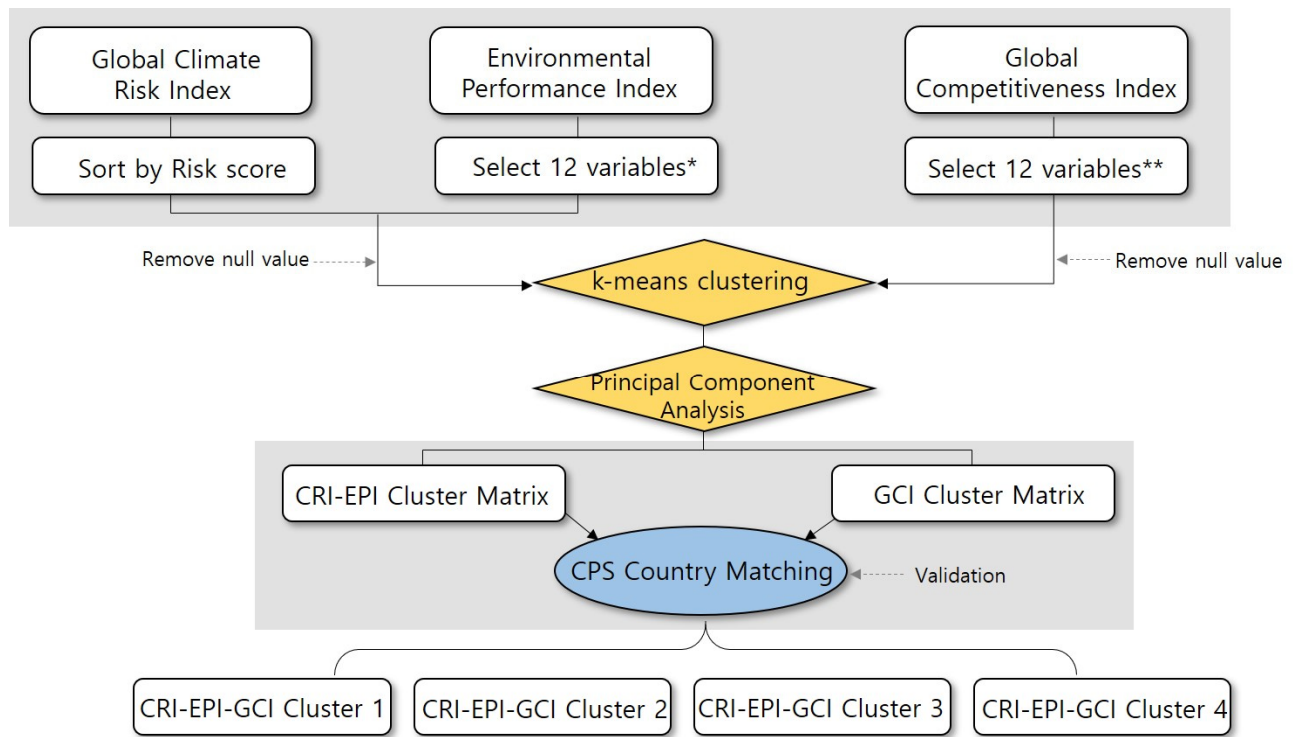 Global Climate
Risk Index
Environmental
Performance Index
Global
Competitiveness Index
Sort by Risk score
Select 12 variables*
Select 12 variables**
Remove null value
Remove null value
k-means clustering
Principal Component
Analysis
CRI-EPI Cluster Matrix
GCI Cluster Matrix
CPS Country Matching
Validation
CRI-EPI-GCI Cluster 1
CRI-EPI-GCI Cluster 2
CRI-EPI-GCI Cluster 3
CRI-EPI-GCI Cluster 4